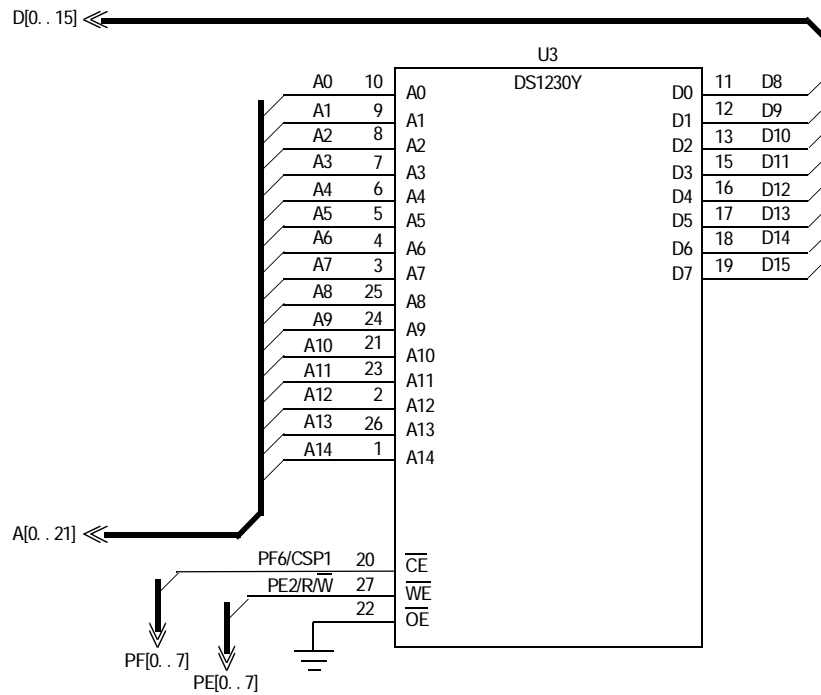 D[0. . 15]
U3
DS1230Y
A0 10 A0 D0 11 D8
A1 9 A1 D1 12 D9
A2 8 A2 D2 13 D10
A3 7 A3 D3 15 D11
A4 6 A4 D4 16 D12
A5 5 A5 D5 17 D13
A6 4 A6 D6 18 D14
A7 3 A7 D7 19 D15
A8 25 A8
A9 24 A9
A10 21 A10
A11 23 A11
A12 2 A12
A13 26 A13
A14 1 A14
A[0. . 21]
PF6/CSP1 20 C̅E̅
PE2/R/W̅ 27 W̅E̅
22 O̅E̅
PF[0. . 7]
PE[0. . 7]